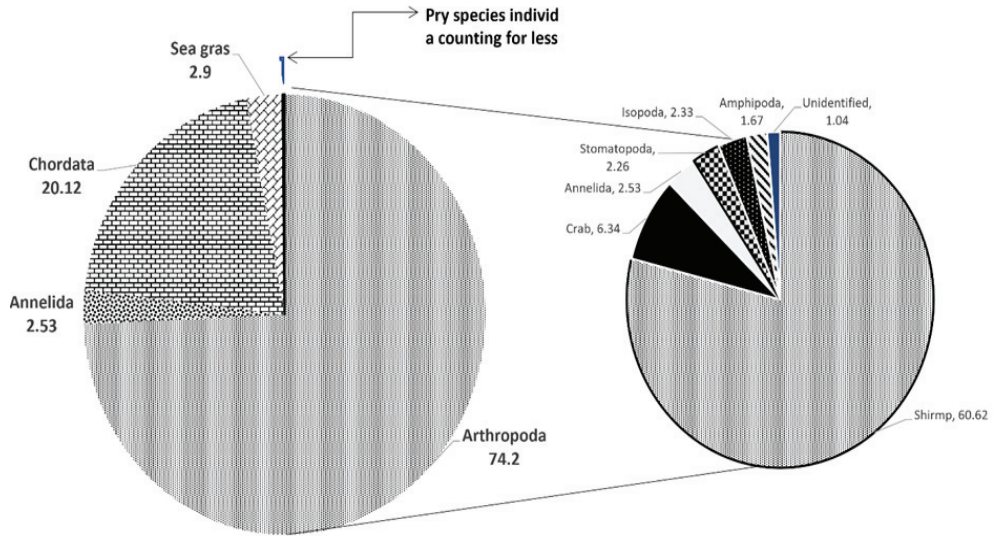 Pry species individ
a counting for less
Sea gras
2.9
Chordata
20.12
Annelida
2.53
Arthropoda
74.2
Isopoda, 2.33
Amphipoda,
1.67
Unidentified,
1.04
Stomatopoda,
2.26
Annelida, 2.53
Crab, 6.34
Shirmp, 60.62